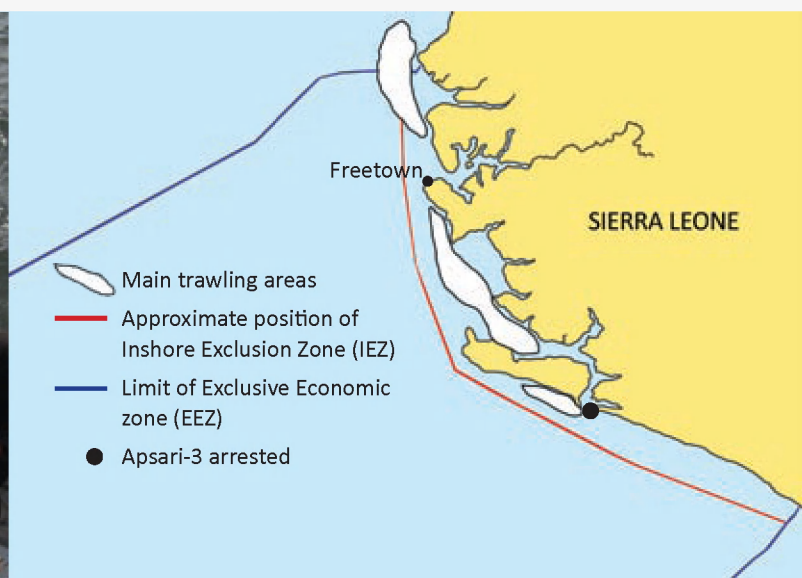 Freetown
SIERRA LEONE
Main trawling areas
Approximate position of
Inshore Exclusion Zone (IEZ)
Limit of Exclusive Economic
zone (EEZ)
Apsari-3 arrested